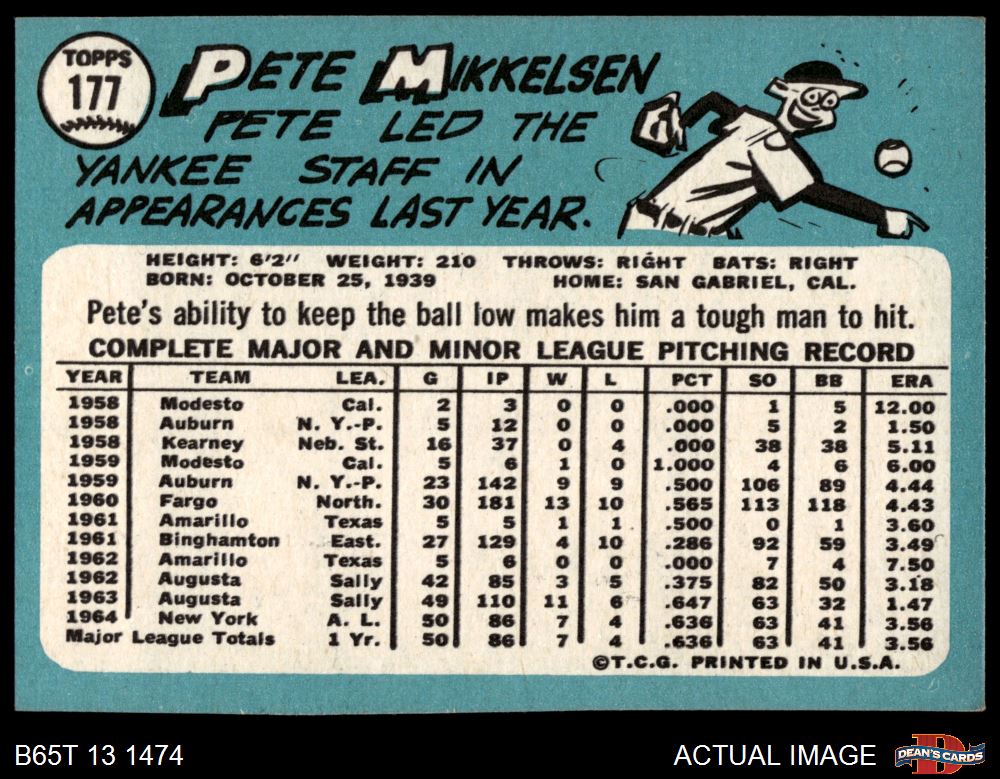 TOPPS
177
PETE MIKKELSEN
PETE LED THE
YANKEE STAFF IN
APPEARANCES LAST YEAR.
HEIGHT: 6'2" WEIGHT: 210 THROWS: RIGHT BATS: RIGHT
BORN: OCTOBER 25, 1939 HOME: SAN GABRIEL, CAL.
Pete's ability to keep the ball low makes him a tough man to hit.
COMPLETE MAJOR AND MINOR LEAGUE PITCHING RECORD
YEAR TEAM LEA. G IP W L PCT SO BB ERA
1958 Modesto Cal. 2 3 0 0 .000 1 5 12.00
1958 Auburn N. Y.-P. 5 12 0 0 .000 5 2 1.50
1958 Kearney Neb. St. 16 37 0 4 .000 38 38 5.11
1959 Modesto Cal. 5 6 1 0 1.000 4 6 6.00
1959 Auburn N. Y.-P. 23 142 9 9 .500 106 89 4.44
1960 Fargo North. 30 181 13 10 .565 113 118 4.43
1961 Amarillo Texas 5 5 1 1 .500 0 1 3.60
1961 Binghamton East. 27 129 4 10 .286 92 59 3.49
1962 Amarillo Texas 5 6 0 0 .000 7 4 7.50
1962 Augusta Sally 42 85 3 5 .375 82 50 3.18
1963 Augusta Sally 49 110 11 6 .647 63 32 1.47
1964 New York A. L. 50 86 7 4 .636 63 41 3.56
Major League Totals 1 Yr. 50 86 7 4 .636 63 41 3.56
©T.C.G. PRINTED IN U.S.A.
B65T 13 1474 ACTUAL IMAGE DEAN'S CARDS